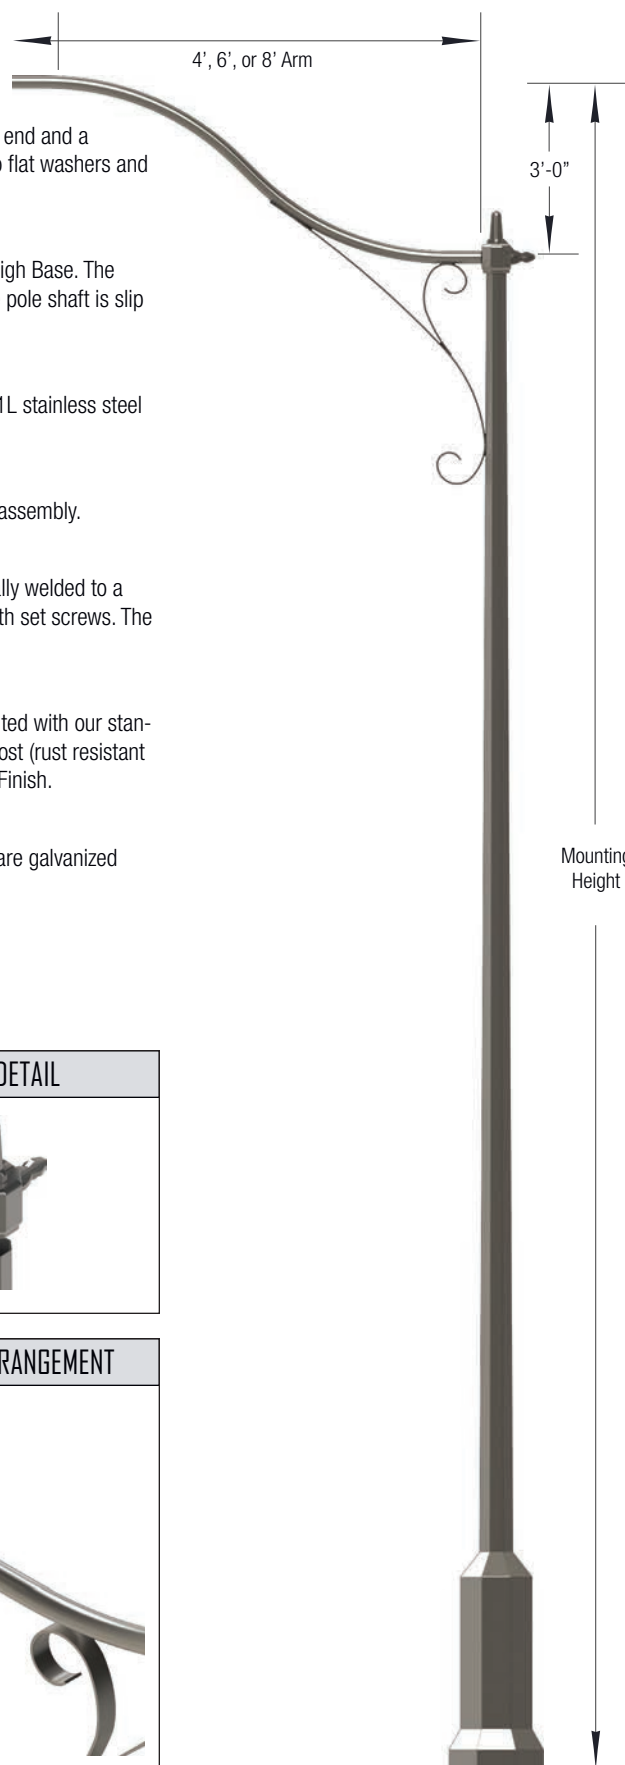 4’, 6’, or 8’ Arm
end and a
flat washers and
3’-0”
igh Base. The
pole shaft is slip
1L stainless steel
assembly.
ally welded to a
th set screws. The
ted with our stan-
ost (rust resistant
Finish.
are galvanized
Mounting
Height
DETAIL
RANGEMENT